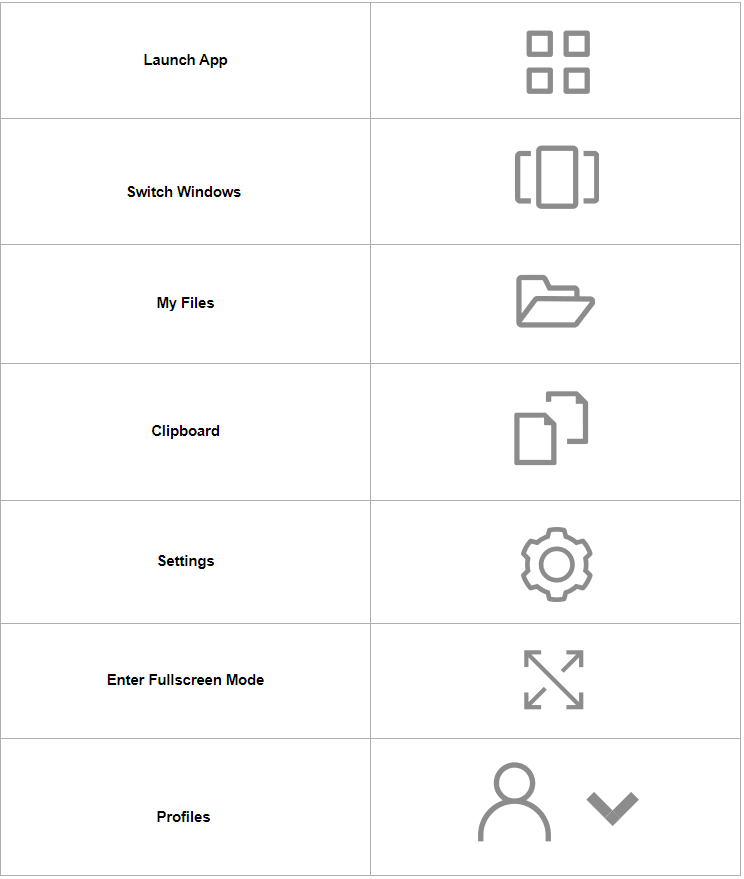 Launch App
Switch Windows
My Files
Clipboard
Settings
Enter Fullscreen Mode
Profiles